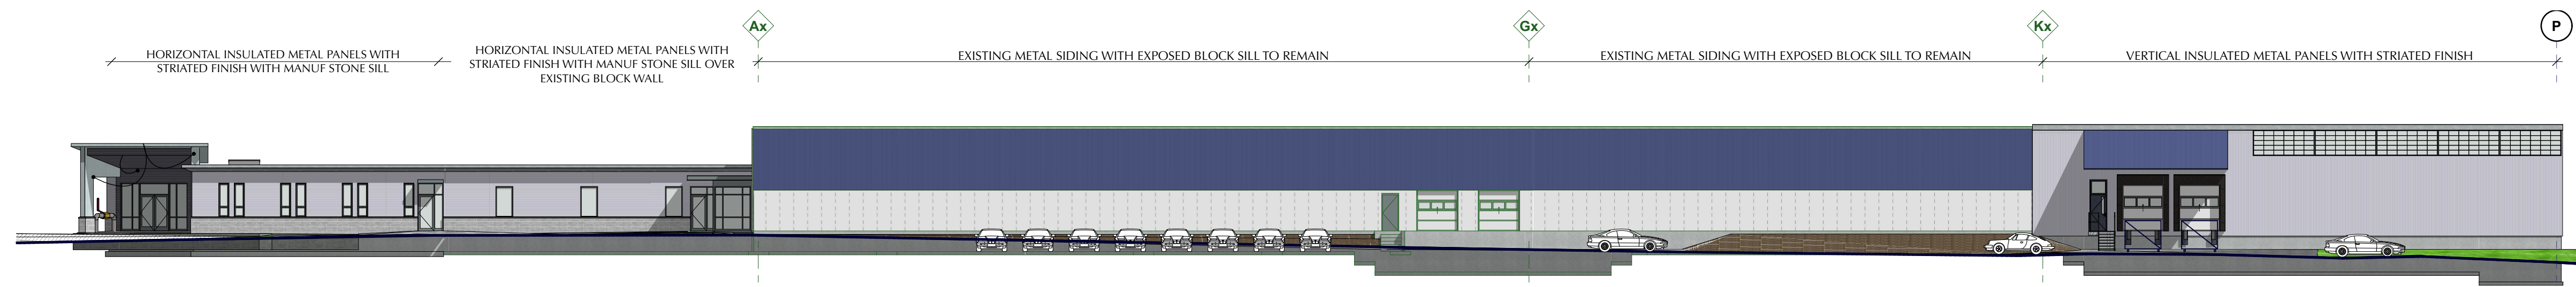 Ax
Gx
Kx
P
HORIZONTAL INSULATED METAL PANELS WITH
STRIATED FINISH WITH MANUF STONE SILL
HORIZONTAL INSULATED METAL PANELS WITH
STRIATED FINISH WITH MANUF STONE SILL OVER
EXISTING BLOCK WALL
EXISTING METAL SIDING WITH EXPOSED BLOCK SILL TO REMAIN
EXISTING METAL SIDING WITH EXPOSED BLOCK SILL TO REMAIN
VERTICAL INSULATED METAL PANELS WITH STRIATED FINISH